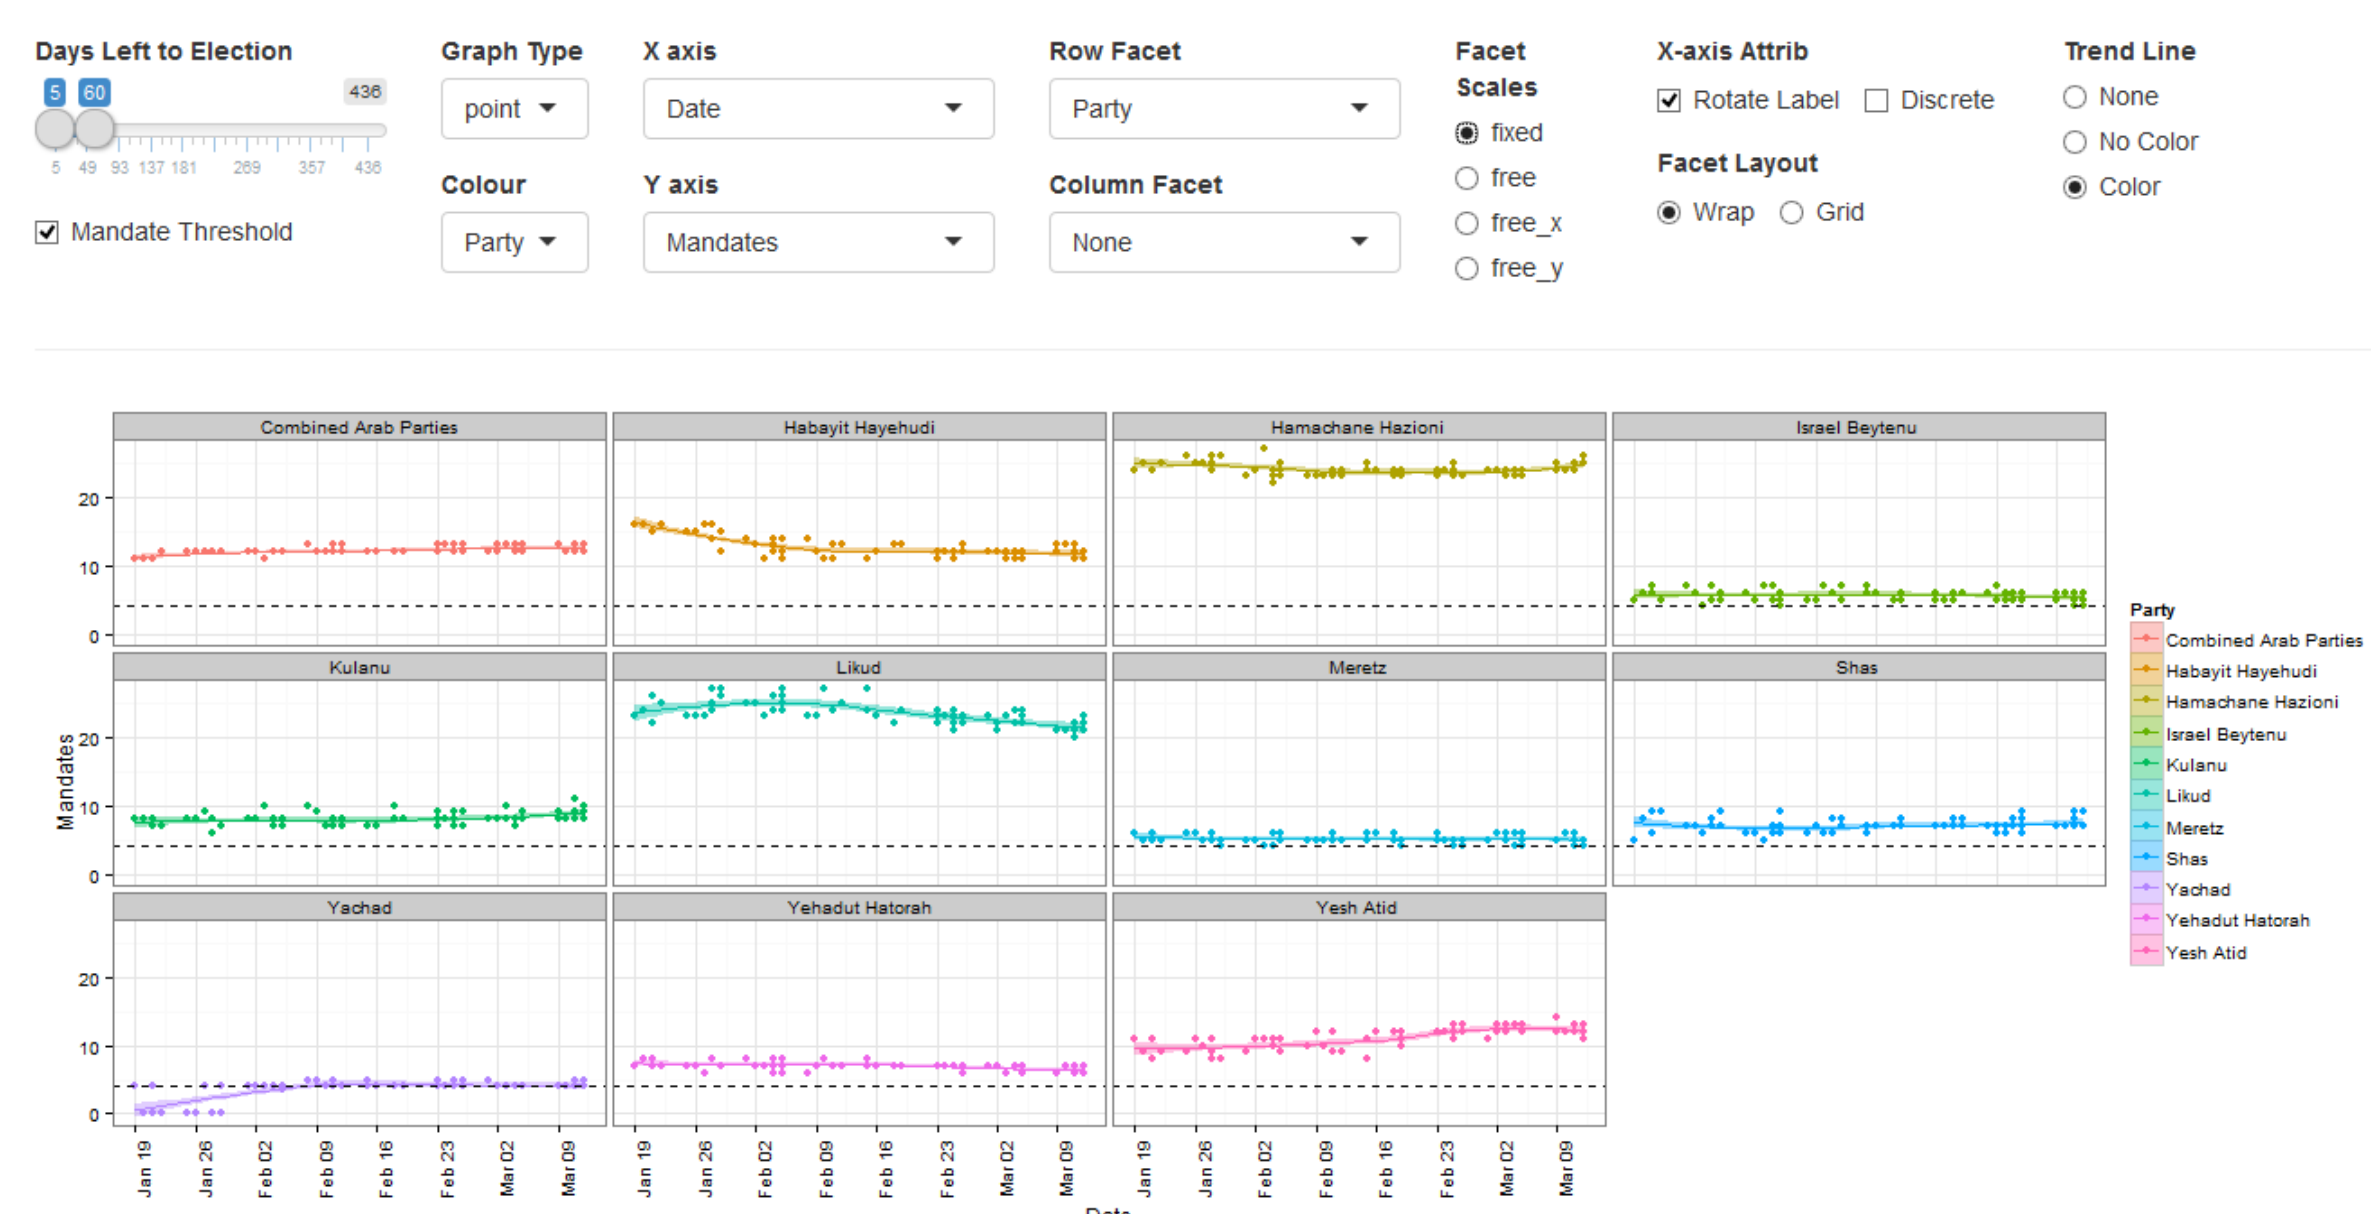 Days Left to Election
5 60 436
5 49 93 137 181 269 357 436
Mandate Threshold
Graph Type
point
Colour
Party
X axis
Date
Y axis
Mandates
Row Facet
Party
Column Facet
None
Facet
Scales
fixed
free
free_x
free_y
X-axis Attrib
Rotate Label Discrete
Facet Layout
Wrap Grid
Trend Line
None
No Color
Color
Combined Arab Parties Habayit Hayehudi Hamachane Hazioni Israel Beytenu
20
10
0
Kulanu Likud Meretz Shas
20
10
0
Yachad Yehadut Hatorah Yesh Atid
20
10
0
Mandates
Jan 19 Jan 26 Feb 02 Feb 09 Feb 16 Feb 23 Mar 02 Mar 09
Jan 19 Jan 26 Feb 02 Feb 09 Feb 16 Feb 23 Mar 02 Mar 09
Jan 19 Jan 26 Feb 02 Feb 09 Feb 16 Feb 23 Mar 02 Mar 09
Date
Party
Combined Arab Parties
Habayit Hayehudi
Hamachane Hazioni
Israel Beytenu
Kulanu
Likud
Meretz
Shas
Yachad
Yehadut Hatorah
Yesh Atid